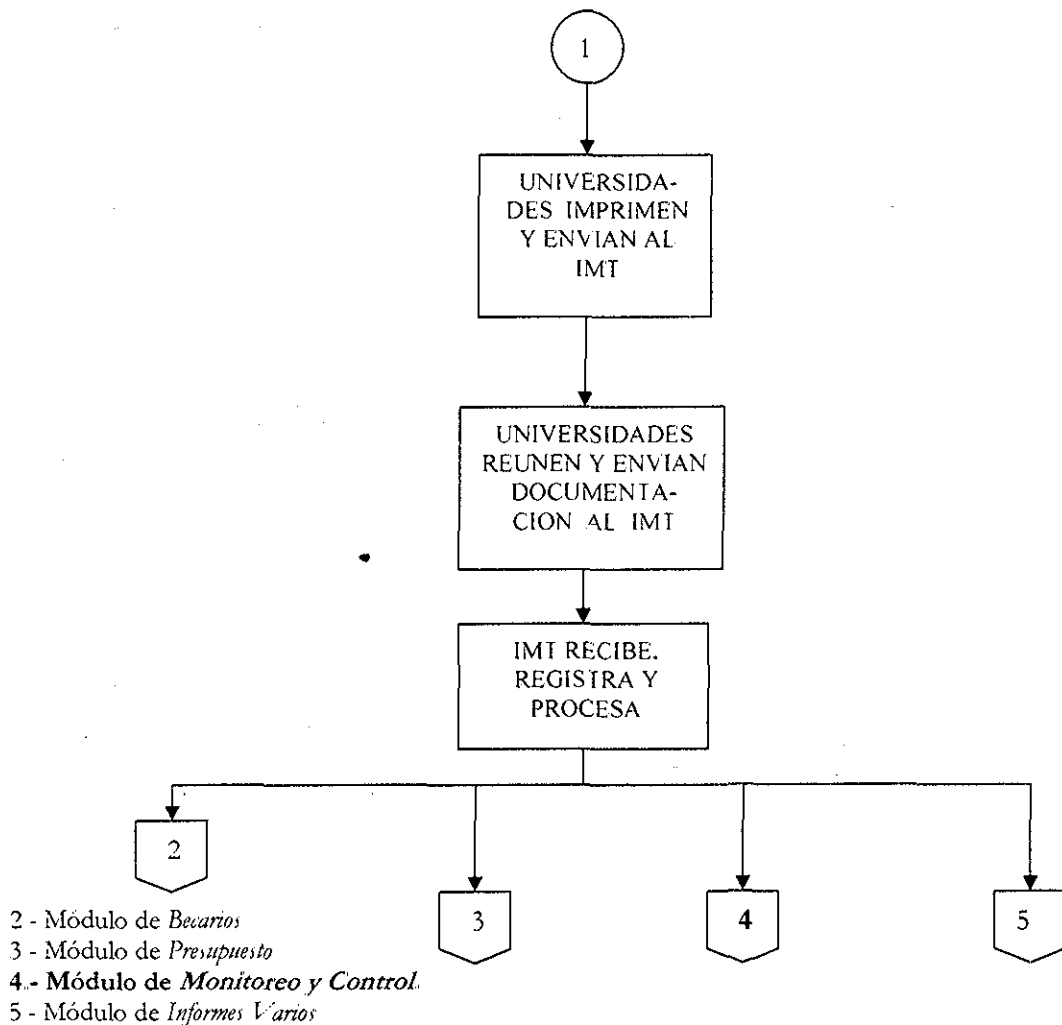 1
UNIVERSIDA-
DES IMPRIMEN
Y ENVIAN AL
IMT
UNIVERSIDADES
REUNEN Y ENVIAN
DOCUMENTA-
CION AL IMT
IMT RECIBE.
REGISTRA Y
PROCESA
2
3
4
5
2 - Módulo de Becarios
3 - Módulo de Presupuesto
4.- Módulo de Monitoreo y Control.
5 - Módulo de Informes Varios